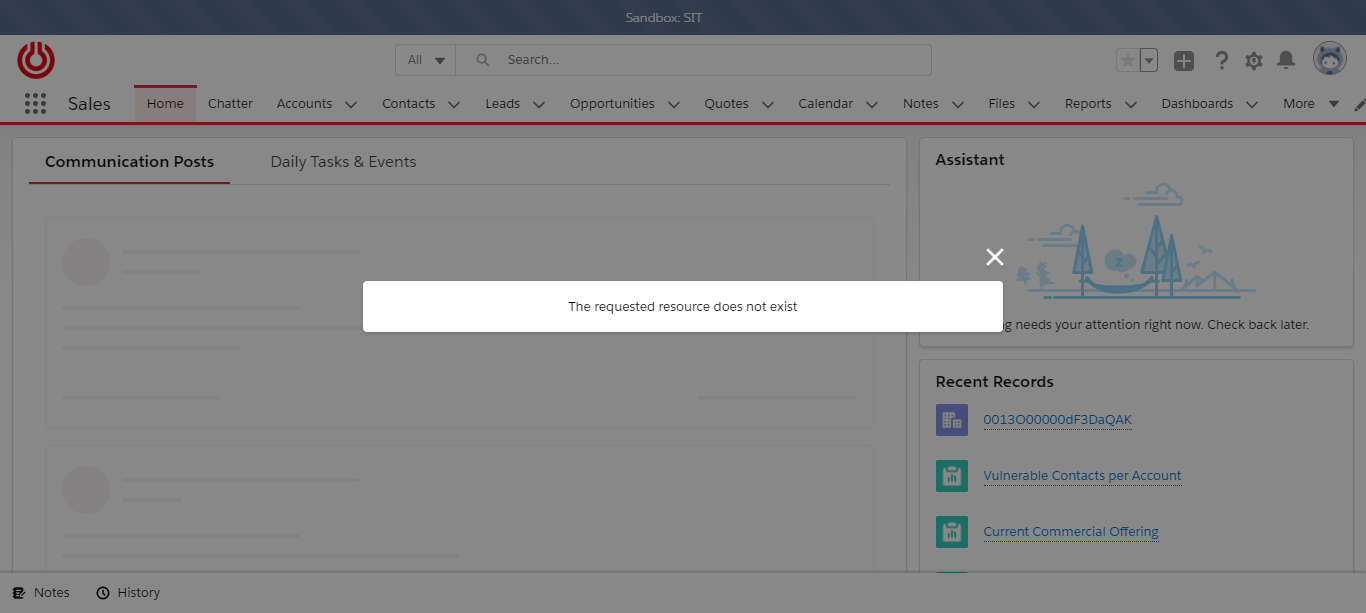 Sandbox: SIT
All
Search...
Sales
Home
Chatter
Accounts
Contacts
Leads
Opportunities
Quotes
Calendar
Notes
Files
Reports
Dashboards
More
Communication Posts
Daily Tasks & Events
The requested resource does not exist
Assistant
z
g needs your attention right now. Check back later.
Recent Records
0013O00000dF3DaQAK
Vulnerable Contacts per Account
Current Commercial Offering
Notes
History